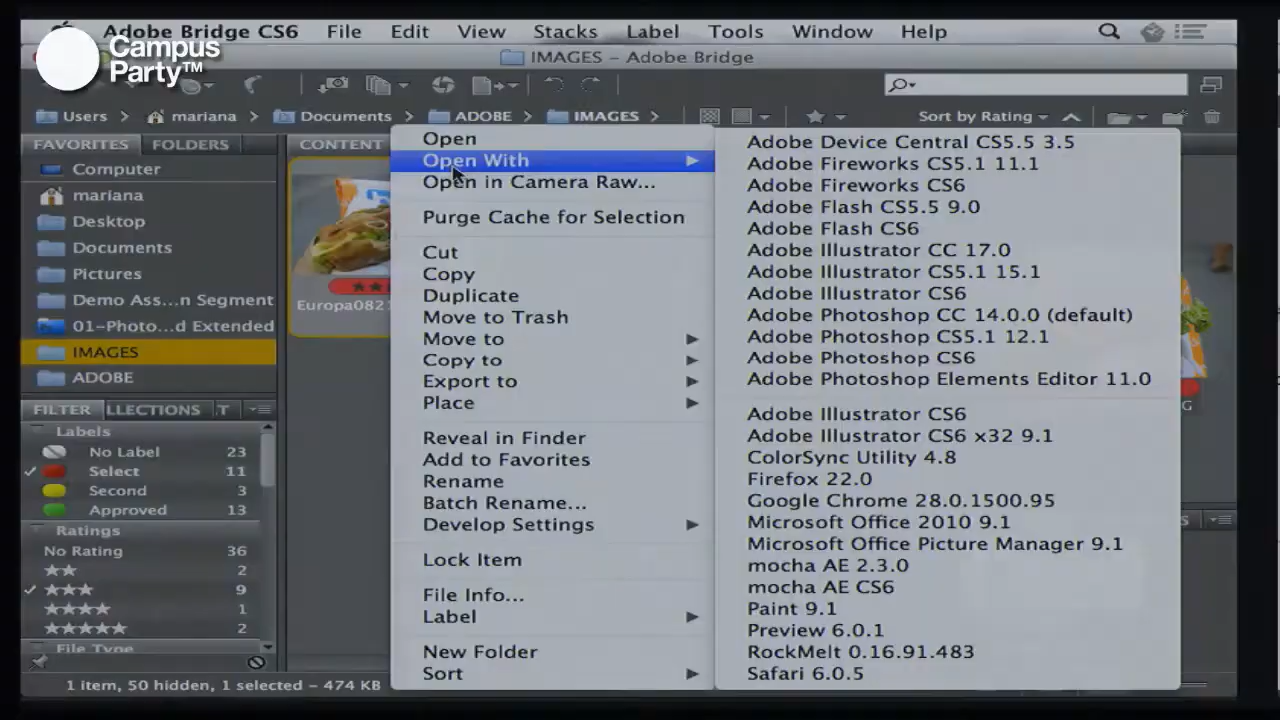 Adobe Bridge CS6 File Edit View Stacks Label Tools Window Help
Campus
Party™
IMAGES – Adobe Bridge
Users mariana Documents ADOBE IMAGES Sort by Rating
FAVORITES FOLDERS
Computer
mariana
Desktop
Documents
Pictures
Demo Ass...n Segment
01-Photo...d Extended
IMAGES
ADOBE
FILTER LLECTIONS T
Labels
No Label 23
Select 11
Second 3
Approved 13
Ratings
No Rating 36
★★ 2
★★★ 9
★★★★ 1
★★★★★ 2
File Type
1 item, 50 hidden, 1 selected – 474 KB
CONTENT
Europa0821
Open
Open With
Open in Camera Raw...
Purge Cache for Selection
Cut
Copy
Duplicate
Move to Trash
Move to
Copy to
Export to
Place
Reveal in Finder
Add to Favorites
Rename
Batch Rename...
Develop Settings
Lock Item
File Info...
Label
New Folder
Sort
Adobe Device Central CS5.5 3.5
Adobe Fireworks CS5.1 11.1
Adobe Fireworks CS6
Adobe Flash CS5.5 9.0
Adobe Flash CS6
Adobe Illustrator CC 17.0
Adobe Illustrator CS5.1 15.1
Adobe Illustrator CS6
Adobe Photoshop CC 14.0.0 (default)
Adobe Photoshop CS5.1 12.1
Adobe Photoshop CS6
Adobe Photoshop Elements Editor 11.0
Adobe Illustrator CS6
Adobe Illustrator CS6 x32 9.1
ColorSync Utility 4.8
Firefox 22.0
Google Chrome 28.0.1500.95
Microsoft Office 2010 9.1
Microsoft Office Picture Manager 9.1
mocha AE 2.3.0
mocha AE CS6
Paint 9.1
Preview 6.0.1
RockMelt 0.16.91.483
Safari 6.0.5